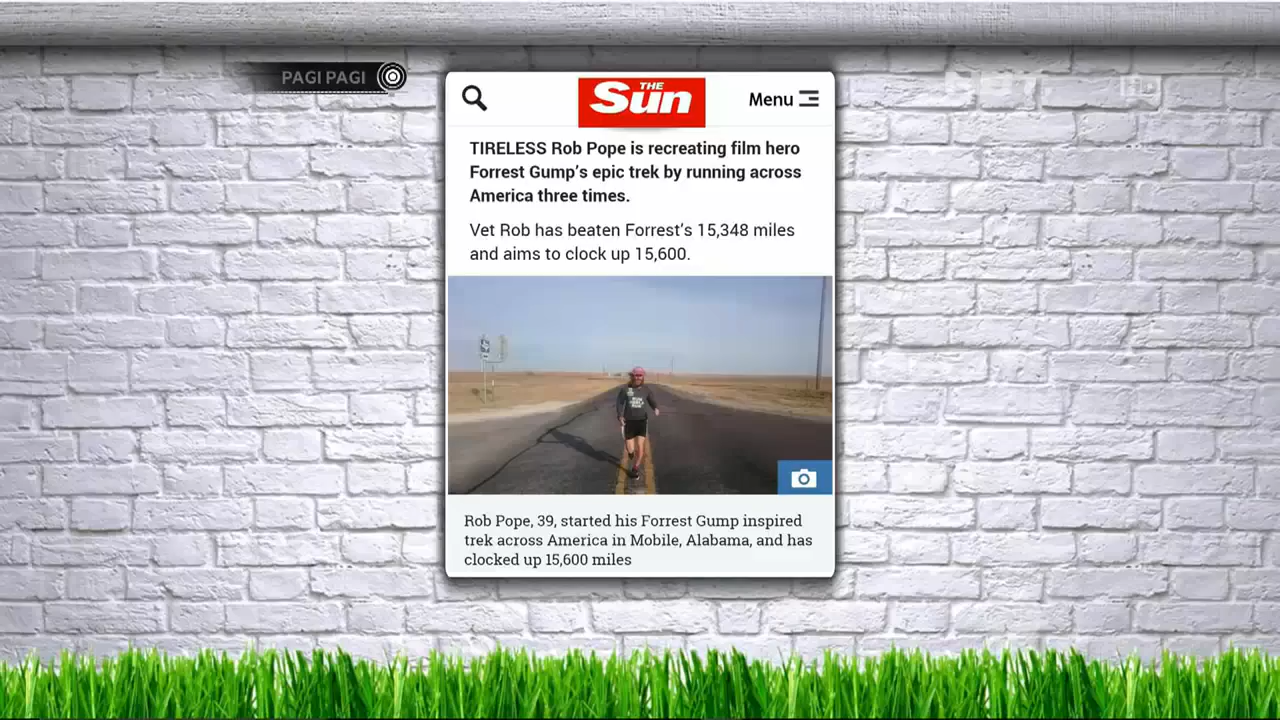 PAGI PAGI
NET
HD
THE
Sun
Menu
TIRELESS Rob Pope is recreating film hero
Forrest Gump’s epic trek by running across
America three times.
Vet Rob has beaten Forrest’s 15,348 miles
and aims to clock up 15,600.
Rob Pope, 39, started his Forrest Gump inspired
trek across America in Mobile, Alabama, and has
clocked up 15,600 miles